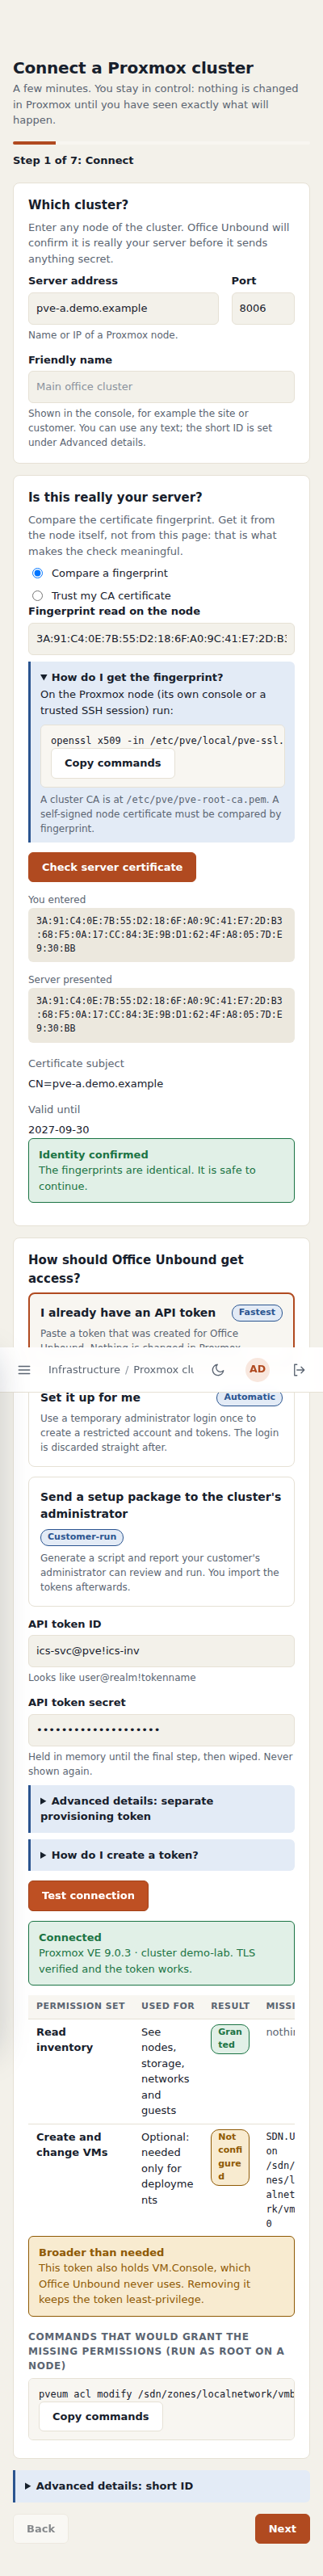 Connect a Proxmox cluster
A few minutes. You stay in control: nothing is changed
in Proxmox until you have seen exactly what will
happen.
Step 1 of 7: Connect
Which cluster?
Enter any node of the cluster. Office Unbound will
confirm it is really your server before it sends
anything secret.
Server address Port
pve-a.demo.example 8006
Name or IP of a Proxmox node.
Friendly name
Main office cluster
Shown in the console, for example the site or
customer. You can use any text; the short ID is set
under Advanced details.
Is this really your server?
Compare the certificate fingerprint. Get it from
the node itself, not from this page: that is what
makes the check meaningful.
Compare a fingerprint
Trust my CA certificate
Fingerprint read on the node
3A:91:C4:0E:7B:55:D2:18:6F:A0:9C:41:E7:2D:B3
▼ How do I get the fingerprint?
On the Proxmox node (its own console or a
trusted SSH session) run:
openssl x509 -in /etc/pve/local/pve-ssl.
Copy commands
A cluster CA is at /etc/pve/pve-root-ca.pem. A
self-signed node certificate must be compared by
fingerprint.
Check server certificate
You entered
3A:91:C4:0E:7B:55:D2:18:6F:A0:9C:41:E7:2D:B3
:68:F5:0A:17:CC:84:3E:9B:D1:62:4F:A8:05:7D:E
9:30:BB
Server presented
3A:91:C4:0E:7B:55:D2:18:6F:A0:9C:41:E7:2D:B3
:68:F5:0A:17:CC:84:3E:9B:D1:62:4F:A8:05:7D:E
9:30:BB
Certificate subject
CN=pve-a.demo.example
Valid until
2027-09-30
Identity confirmed
The fingerprints are identical. It is safe to
continue.
How should Office Unbound get
access?
I already have an API token Fastest
Paste a token that was created for Office
Infrastructure / Proxmox clu AD
Set it up for me Automatic
Use a temporary administrator login once to
create a restricted account and tokens. The login
is discarded straight after.
Send a setup package to the cluster's
administrator
Customer-run
Generate a script and report your customer's
administrator can review and run. You import the
tokens afterwards.
API token ID
ics-svc@pve!ics-inv
Looks like user@realm!tokenname
API token secret
••••••••••••••••••••
Held in memory until the final step, then wiped. Never
shown again.
▶ Advanced details: separate
provisioning token
▶ How do I create a token?
Test connection
Connected
Proxmox VE 9.0.3 · cluster demo-lab. TLS
verified and the token works.
PERMISSION SET USED FOR RESULT MISSI
Read
inventory
See
nodes,
storage,
networks
and
guests
Gran
ted
nothin
Create and
change VMs
Optional:
needed
only for
deployme
nts
Not
confi
gure
d
SDN.U
on
/sdn/
nes/l
alnet
rk/vm
0
Broader than needed
This token also holds VM.Console, which
Office Unbound never uses. Removing it
keeps the token least-privilege.
COMMANDS THAT WOULD GRANT THE
MISSING PERMISSIONS (RUN AS ROOT ON A
NODE)
pveum acl modify /sdn/zones/localnetwork/vmb
Copy commands
▶ Advanced details: short ID
Back Next